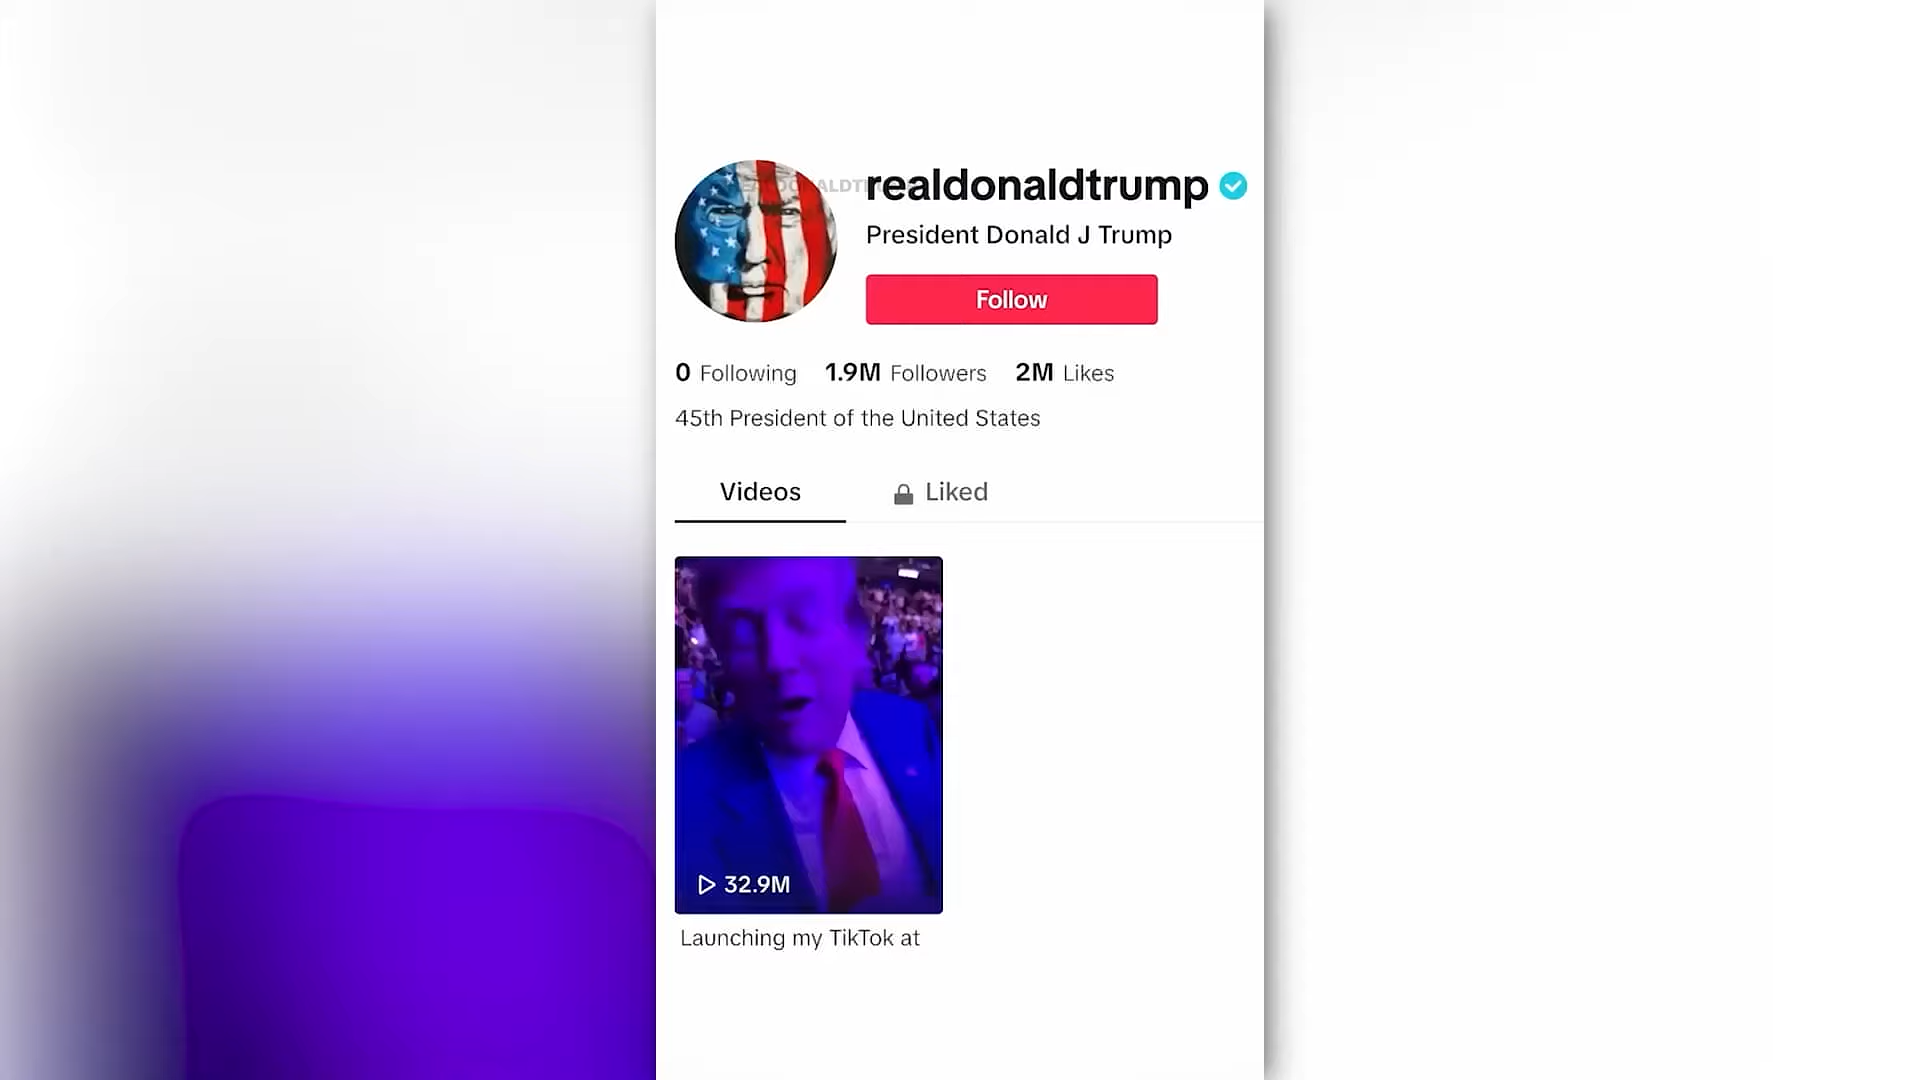 realdonaldtrump
President Donald J Trump
Follow
0 Following 1.9M Followers 2M Likes
45th President of the United States
Videos Liked
32.9M
Launching my TikTok at